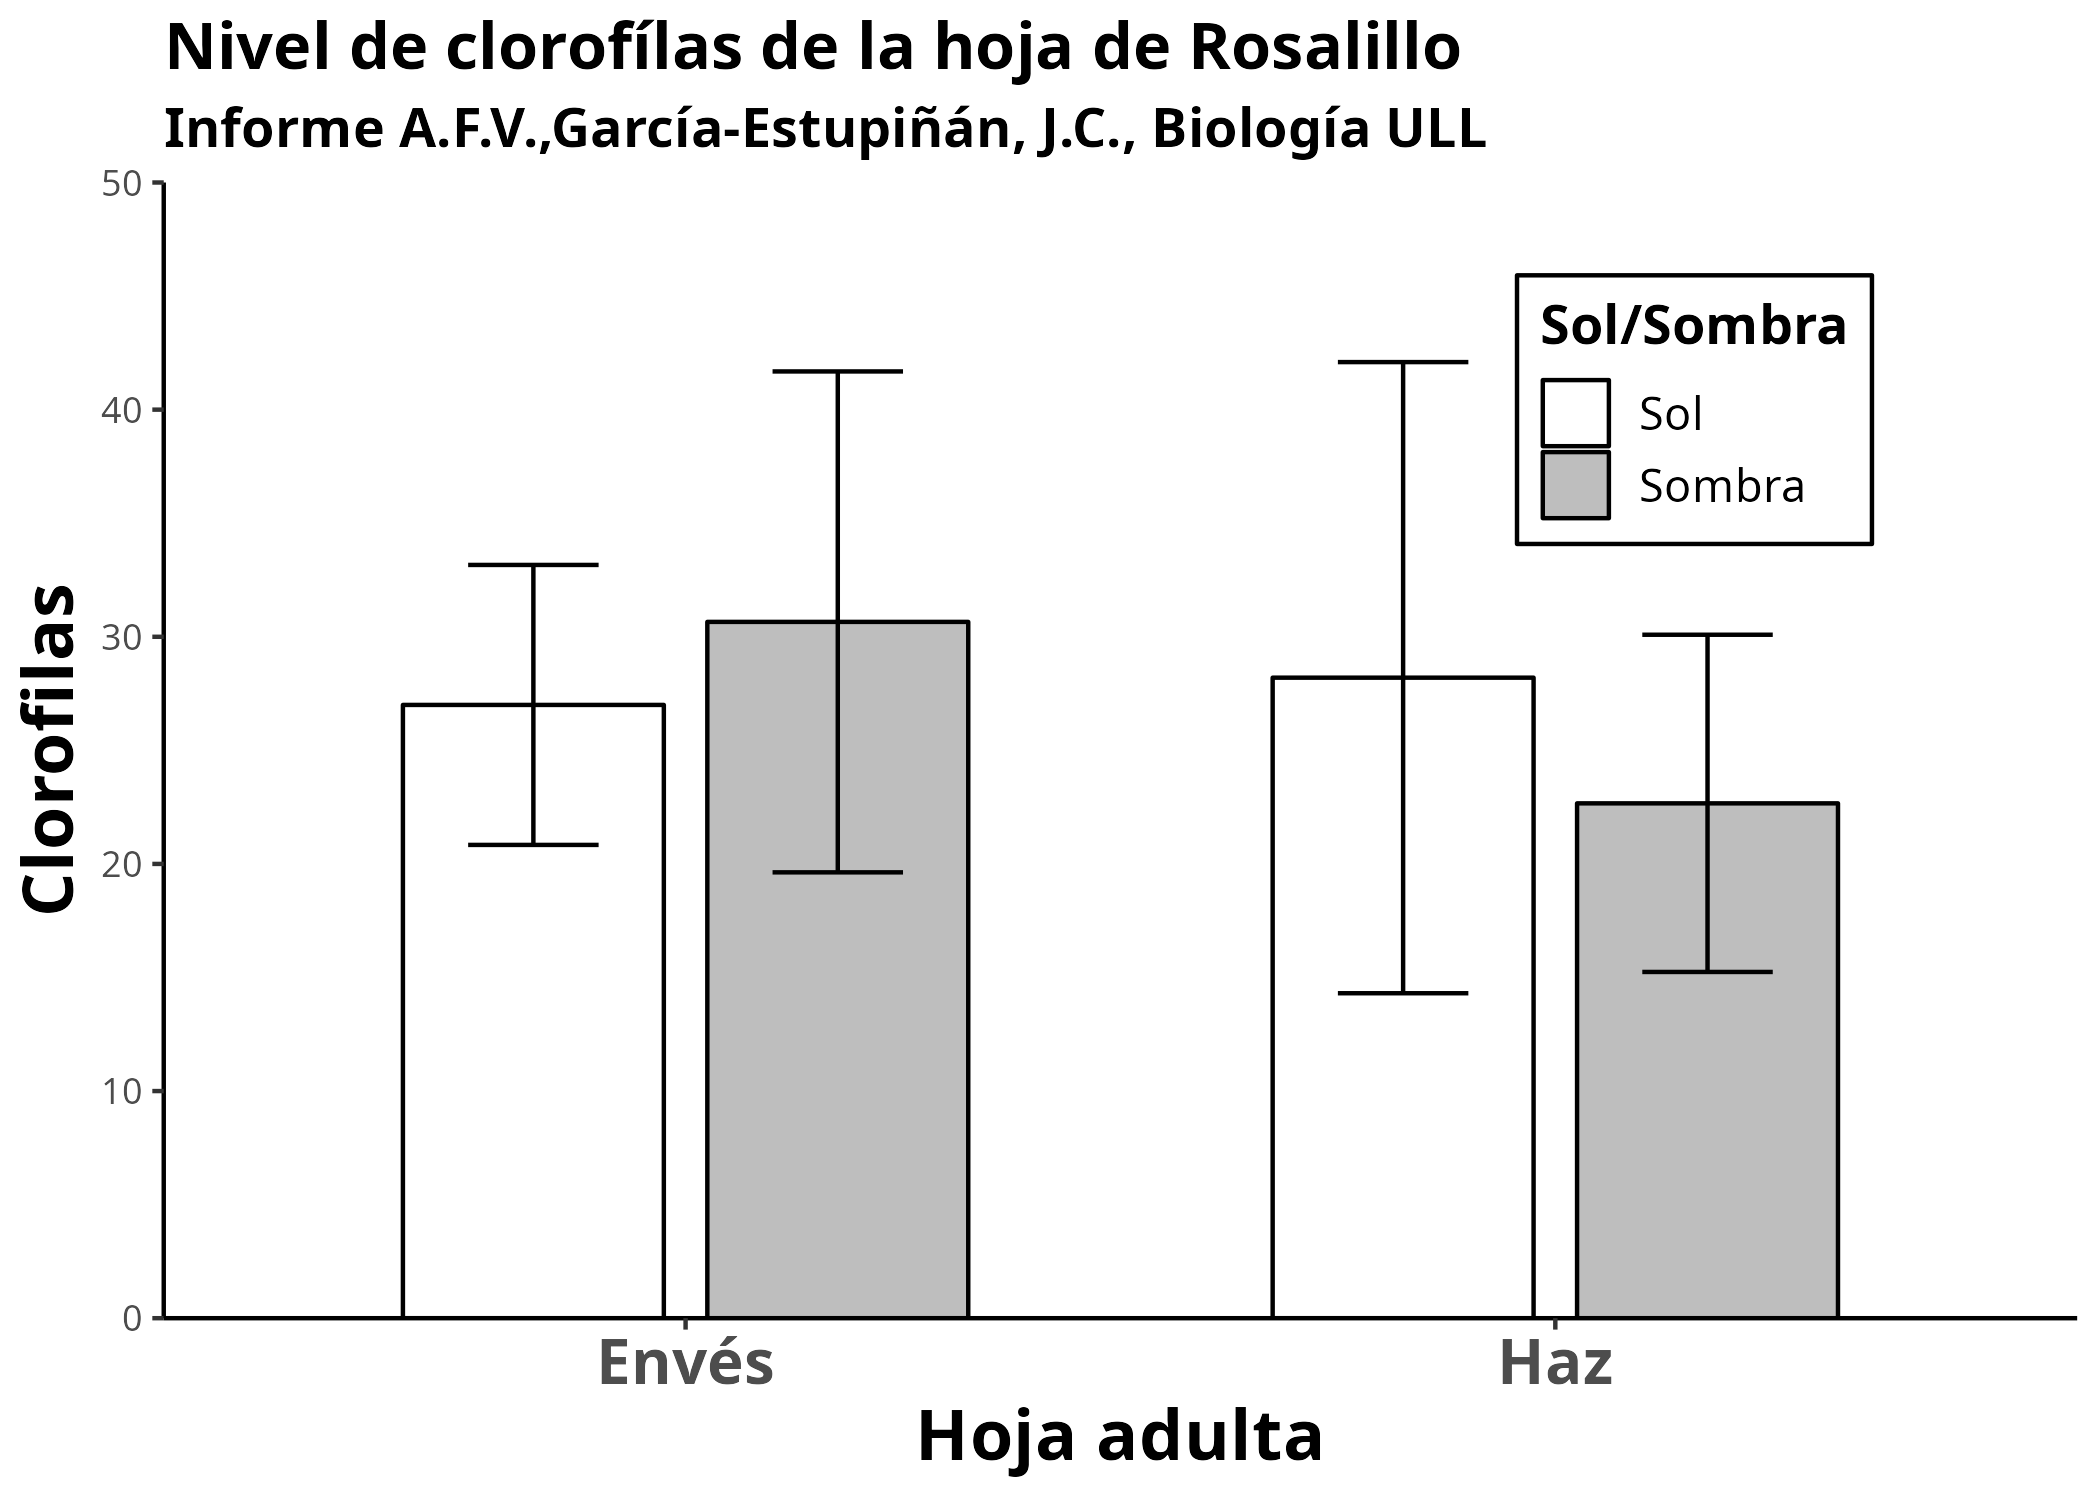 Nivel de clorofílas de la hoja de Rosalillo
Informe A.F.V.,García-Estupiñán, J.C., Biología ULL
50
40
30
20
10
0
Clorofilas
Sol/Sombra
Sol
Sombra
Envés
Haz
Hoja adulta